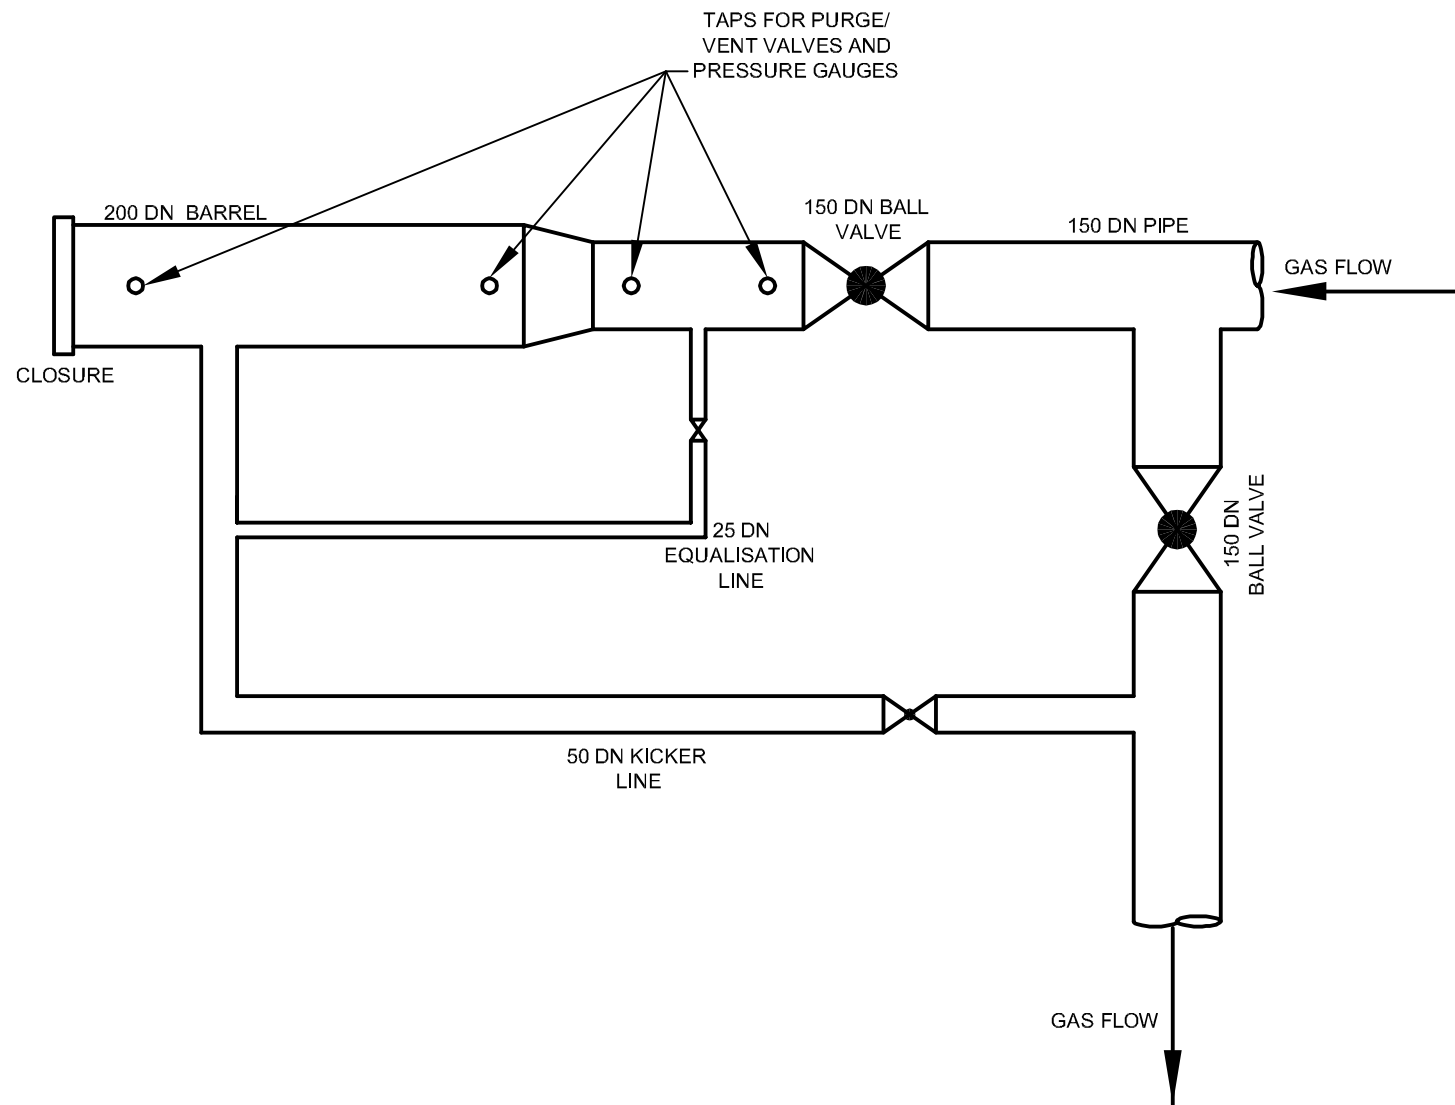 TAPS FOR PURGE/
VENT VALVES AND
PRESSURE GAUGES
200 DN BARREL
150 DN BALL
VALVE
150 DN PIPE
GAS FLOW
CLOSURE
150 DN
BALL VALVE
25 DN
EQUALISATION
LINE
50 DN KICKER
LINE
GAS FLOW